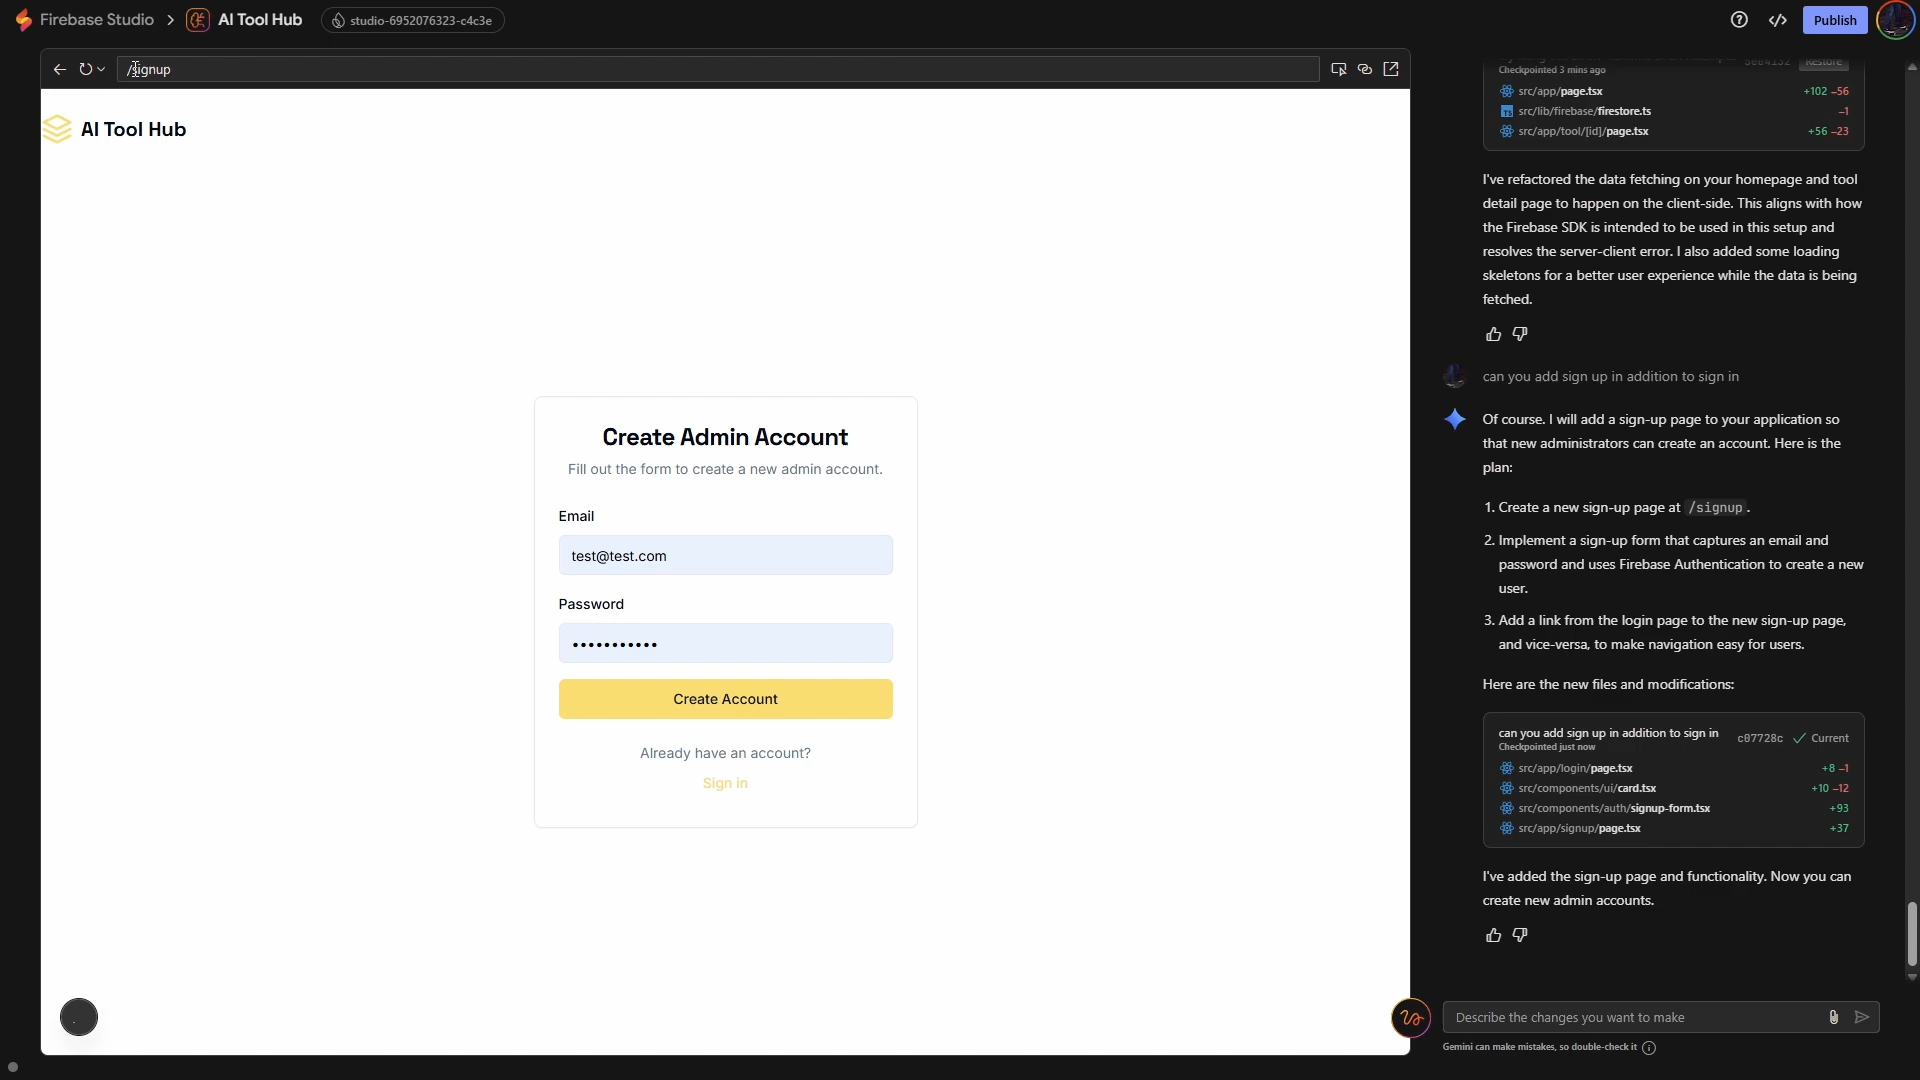 Firebase Studio
AI Tool Hub
studio-6952076323-c4c3e
Publish
/signup
AI Tool Hub
Create Admin Account
Fill out the form to create a new admin account.
Email
test@test.com
Password
Create Account
Already have an account?
Sign in
Restore
Checkpointed 3 mins ago
src/app/page.tsx +102 –56
src/lib/firebase/firestore.ts –1
src/app/tool/[id]/page.tsx +56 –23
I've refactored the data fetching on your homepage and tool
detail page to happen on the client-side. This aligns with how
the Firebase SDK is intended to be used in this setup and
resolves the server-client error. I also added some loading
skeletons for a better user experience while the data is being
fetched.
can you add sign up in addition to sign in
Of course. I will add a sign-up page to your application so
that new administrators can create an account. Here is the
plan:
1. Create a new sign-up page at /signup.
2. Implement a sign-up form that captures an email and
password and uses Firebase Authentication to create a new
user.
3. Add a link from the login page to the new sign-up page,
and vice-versa, to make navigation easy for users.
Here are the new files and modifications:
can you add sign up in addition to sign in c07728c Current
Checkpointed just now
src/app/login/page.tsx +8 –1
src/components/ui/card.tsx +10 –12
src/components/auth/signup-form.tsx +93
src/app/signup/page.tsx +37
I've added the sign-up page and functionality. Now you can
create new admin accounts.
Describe the changes you want to make
Gemini can make mistakes, so double-check it